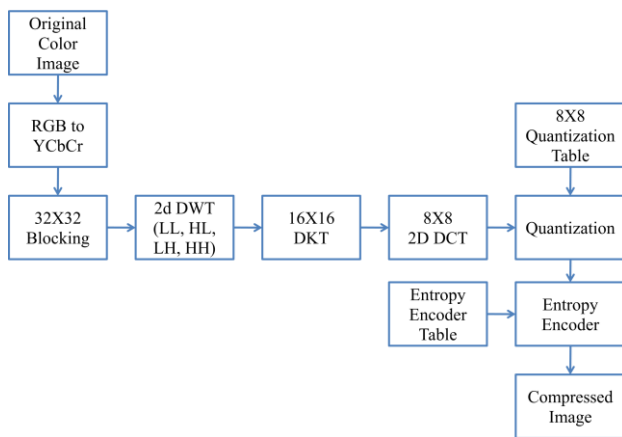 Original
Color
Image
RGB to
YCbCr
8X8
Quantization
Table
32X32
Blocking
2d DWT
(LL, HL,
LH, HH)
16X16
DKT
8X8
2D DCT
Quantization
Entropy
Encoder
Table
Entropy
Encoder
Compressed
Image